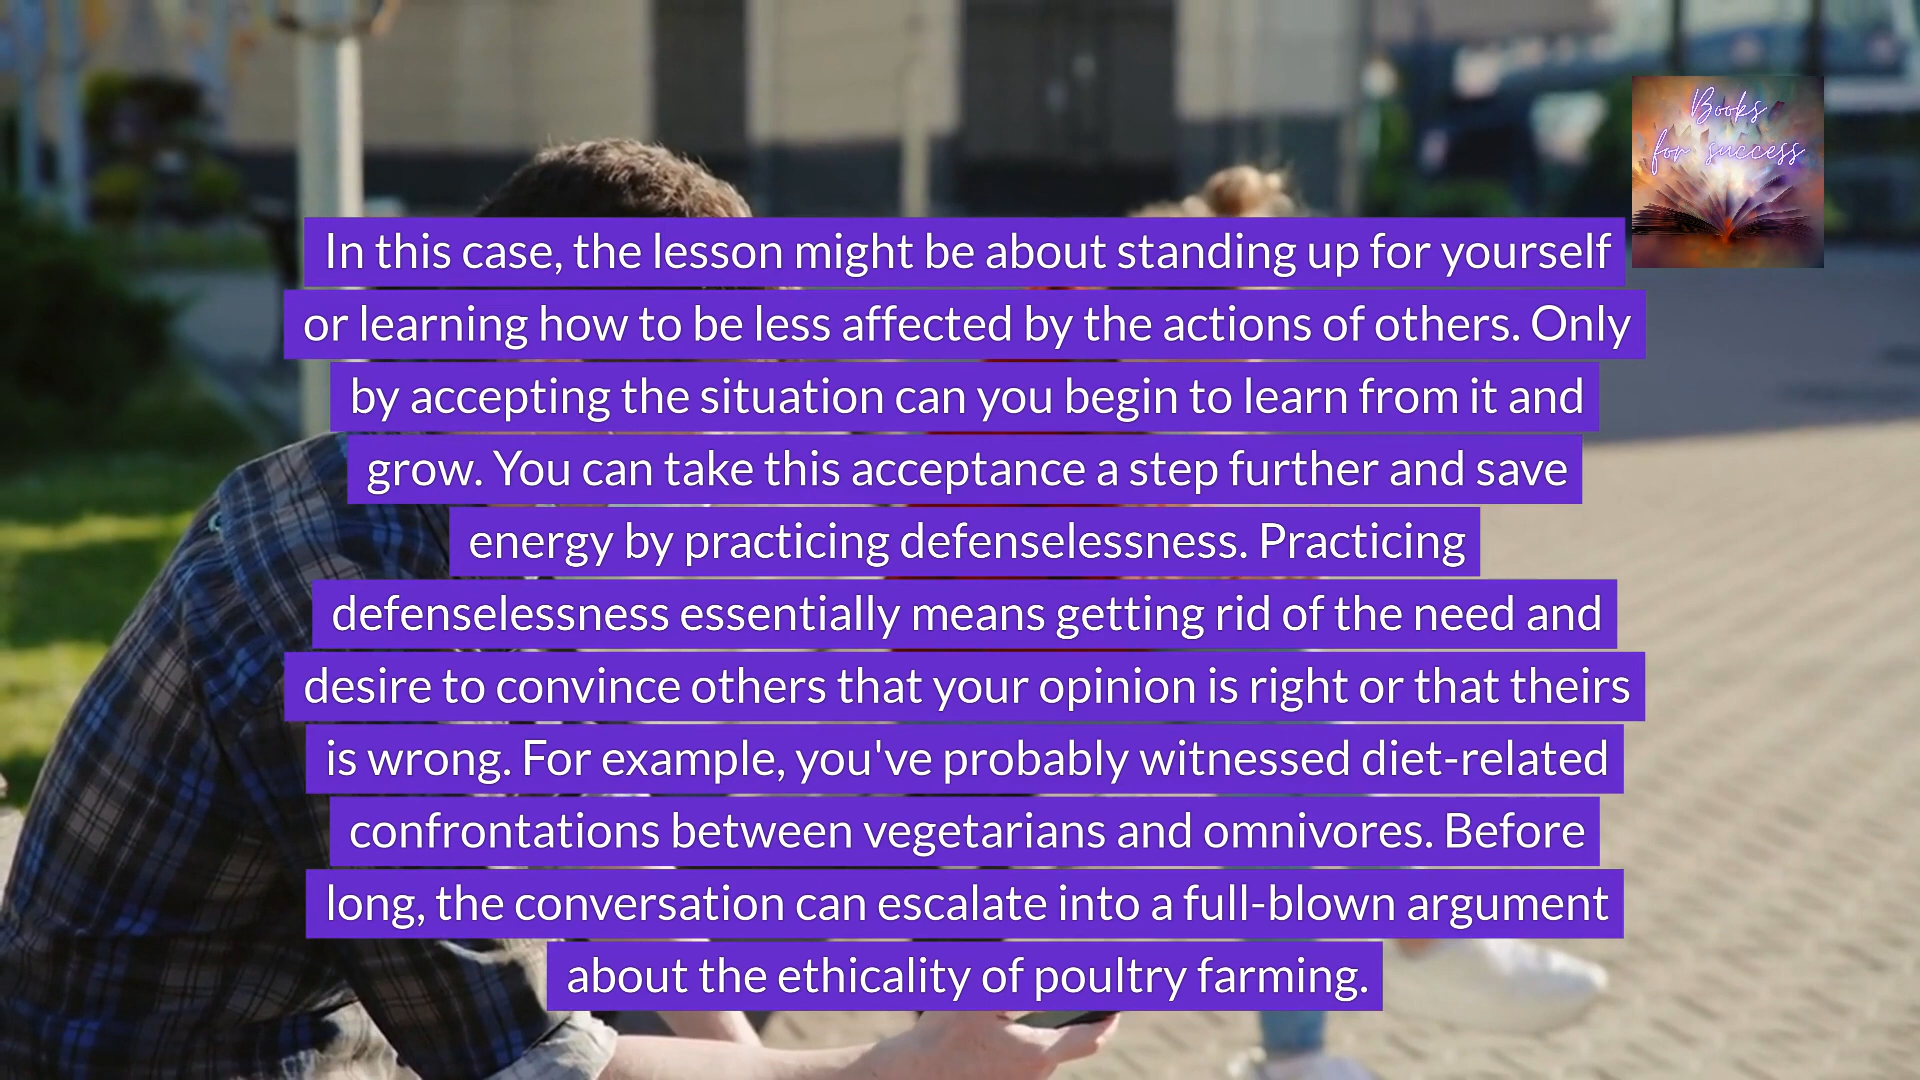 Books
for success
In this case, the lesson might be about standing up for yourself
or learning how to be less affected by the actions of others. Only
by accepting the situation can you begin to learn from it and
grow. You can take this acceptance a step further and save
energy by practicing defenselessness. Practicing
defenselessness essentially means getting rid of the need and
desire to convince others that your opinion is right or that theirs
is wrong. For example, you've probably witnessed diet-related
confrontations between vegetarians and omnivores. Before
long, the conversation can escalate into a full-blown argument
about the ethicality of poultry farming.